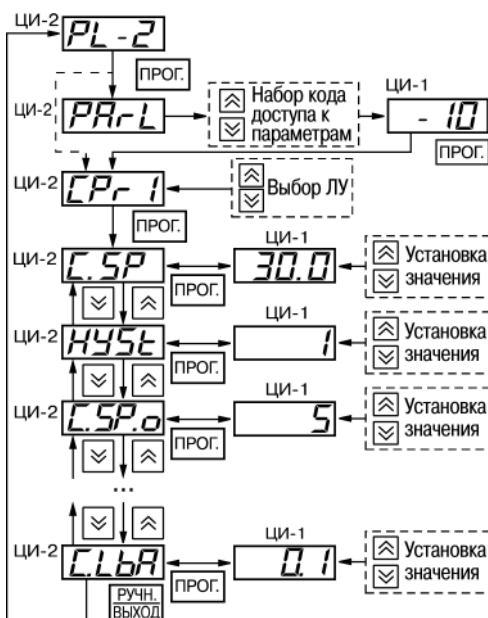 ЦИ-2 PL-2
ПРОГ.
ЦИ-2 PArL
Набор кода
доступа к
параметрам
ЦИ-1
-10
ПРОГ.
ЦИ-2 CPr1
Выбор ЛУ
ПРОГ.
ЦИ-2 C.SP
ПРОГ.
ЦИ-1
30.0
Установка
значения
ЦИ-2 HYSt
ПРОГ.
ЦИ-1
1
Установка
значения
ЦИ-2 C.SP.o
ПРОГ.
ЦИ-1
5
Установка
значения
...
ЦИ-2 C.LbA
ПРОГ.
ЦИ-1
0.1
Установка
значения
РУЧН.
ВЫХОД